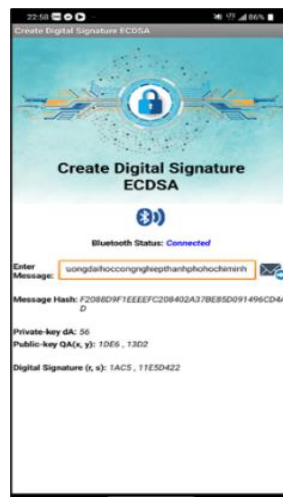 22:58
86%
Create Digital Signature ECDSA
Create Digital Signature
ECDSA
Bluetooth Status: Connected
Enter
Message:
uongdaihoccongnghiepthanhphohochiminh
Message Hash: F208BD9F1EEEEFC208402A37BE85D091496CD4A
D
Private-key dA: 56
Public-key QA(x, y): 1DE6 , 13D2
Digital Signature (r, s): 1AC5 , 11E5D422